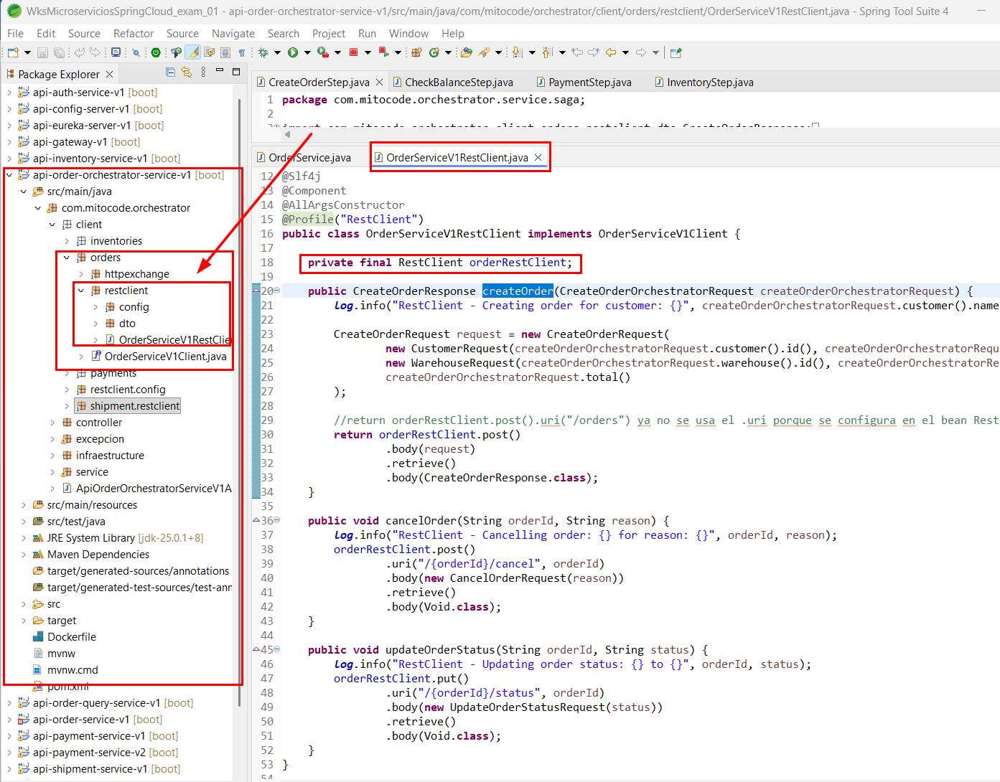 WksMicroserviciosSpringCloud_exam_01 - api-order-orchestrator-service-v1/src/main/java/com/mitocode/orchestrator/client/orders/restclient/OrderServiceV1RestClient.java - Spring Tool Suite 4
File Edit Source Refactor Source Navigate Search Project Run Window Help
Package Explorer
api-auth-service-v1 [boot]
api-config-server-v1 [boot]
api-eureka-server-v1 [boot]
api-gateway-v1 [boot]
api-inventory-service-v1 [boot]
api-order-orchestrator-service-v1 [boot]
src/main/java
com.mitocode.orchestrator
client
inventories
orders
httpexchange
restclient
config
dto
OrderServiceV1RestClie
OrderServiceV1Client.java
payments
restclient.config
shipment.restclient
controller
excepcion
infraestructure
service
ApiOrderOrchestratorServiceV1A
src/main/resources
src/test/java
JRE System Library [jdk-25.0.1+8]
Maven Dependencies
target/generated-sources/annotations
target/generated-test-sources/test-ann
src
target
Dockerfile
mvnw
mvnw.cmd
pom.xml
api-order-query-service-v1 [boot]
api-order-service-v1 [boot]
api-payment-service-v1 [boot]
api-payment-service-v2 [boot]
api-shipment-service-v1 [boot]
CreateOrderStep.java CheckBalanceStep.java PaymentStep.java InventoryStep.java
1 package com.mitocode.orchestrator.service.saga;
2
import com.mitocode.orchestrator.client.orders.restclient.dto.CreateOrderResponse;
OrderService.java OrderServiceV1RestClient.java
12 @Slf4j
13 @Component
14 @AllArgsConstructor
15 @Profile("RestClient")
16 public class OrderServiceV1RestClient implements OrderServiceV1Client {
17
18 private final RestClient orderRestClient;
19
20 public CreateOrderResponse createOrder(CreateOrderOrchestratorRequest createOrderOrchestratorRequest) {
21 log.info("RestClient - Creating order for customer: {}", createOrderOrchestratorRequest.customer().name
22
23 CreateOrderRequest request = new CreateOrderRequest(
24 new CustomerRequest(createOrderOrchestratorRequest.customer().id(), createOrderOrchestratorRequ
25 new WarehouseRequest(createOrderOrchestratorRequest.warehouse().id(), createOrderOrchestratorRe
26 createOrderOrchestratorRequest.total()
27 );
28
29 //return orderRestClient.post().uri("/orders") ya no se usa el .uri porque se configura en el bean Rest
30 return orderRestClient.post()
31 .body(request)
32 .retrieve()
33 .body(CreateOrderResponse.class);
34 }
35
36 public void cancelOrder(String orderId, String reason) {
37 log.info("RestClient - Cancelling order: {} for reason: {}", orderId, reason);
38 orderRestClient.post()
39 .uri("/{orderId}/cancel", orderId)
40 .body(new CancelOrderRequest(reason))
41 .retrieve()
42 .body(Void.class);
43 }
44
45 public void updateOrderStatus(String orderId, String status) {
46 log.info("RestClient - Updating order status: {} to {}", orderId, status);
47 orderRestClient.put()
48 .uri("/{orderId}/status", orderId)
49 .body(new UpdateOrderStatusRequest(status))
50 .retrieve()
51 .body(Void.class);
52 }
53 }
54